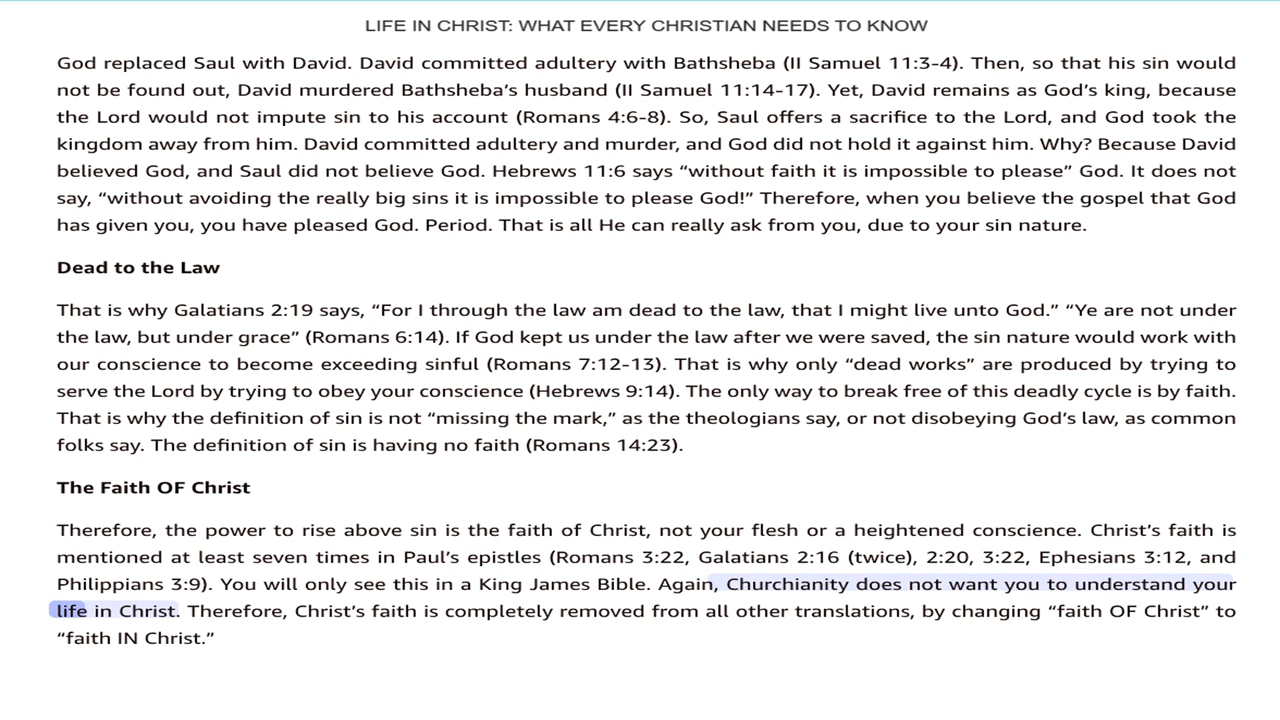 LIFE IN CHRIST: WHAT EVERY CHRISTIAN NEEDS TO KNOW
God replaced Saul with David. David committed adultery with Bathsheba (II Samuel 11:3-4). Then, so that his sin would
not be found out, David murdered Bathsheba’s husband (II Samuel 11:14-17). Yet, David remains as God’s king, because
the Lord would not impute sin to his account (Romans 4:6-8). So, Saul offers a sacrifice to the Lord, and God took the
kingdom away from him. David committed adultery and murder, and God did not hold it against him. Why? Because David
believed God, and Saul did not believe God. Hebrews 11:6 says “without faith it is impossible to please” God. It does not
say, “without avoiding the really big sins it is impossible to please God!” Therefore, when you believe the gospel that God
has given you, you have pleased God. Period. That is all He can really ask from you, due to your sin nature.
Dead to the Law
That is why Galatians 2:19 says, “For I through the law am dead to the law, that I might live unto God.” “Ye are not under
the law, but under grace” (Romans 6:14). If God kept us under the law after we were saved, the sin nature would work with
our conscience to become exceeding sinful (Romans 7:12-13). That is why only “dead works” are produced by trying to
serve the Lord by trying to obey your conscience (Hebrews 9:14). The only way to break free of this deadly cycle is by faith.
That is why the definition of sin is not “missing the mark,” as the theologians say, or not disobeying God’s law, as common
folks say. The definition of sin is having no faith (Romans 14:23).
The Faith OF Christ
Therefore, the power to rise above sin is the faith of Christ, not your flesh or a heightened conscience. Christ’s faith is
mentioned at least seven times in Paul’s epistles (Romans 3:22, Galatians 2:16 (twice), 2:20, 3:22, Ephesians 3:12, and
Philippians 3:9). You will only see this in a King James Bible. Again, Churchianity does not want you to understand your
life in Christ. Therefore, Christ’s faith is completely removed from all other translations, by changing “faith OF Christ” to
“faith IN Christ.”